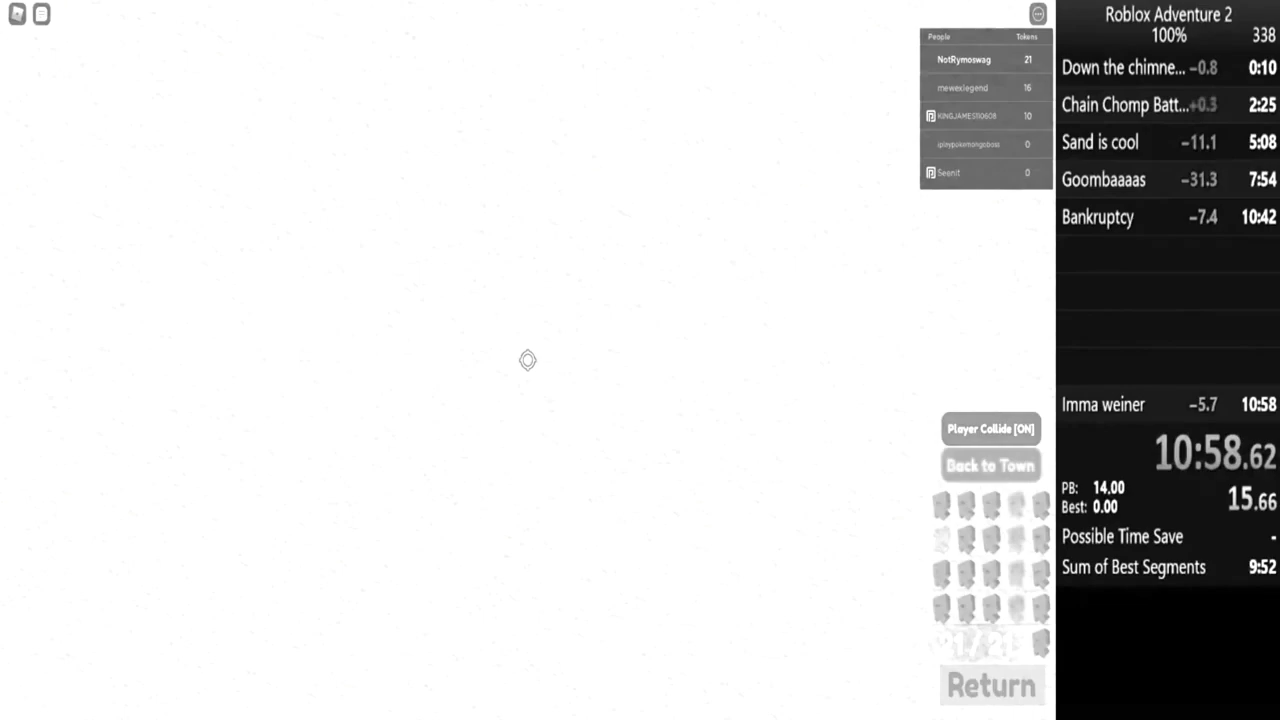 People Tokens
NotRymoswag 21
mewexlegend 16
KINGJAMES110608 10
0
Seenit 0
Player Collide [ON]
Back to Town
21/21
Return
Roblox Adventure 2
100% 338
Down the chimne... -0.8 0:10
Chain Chomp Batt... +0.3 2:25
Sand is cool -11.1 5:08
Goombaaaas -31.3 7:54
Bankruptcy -7.4 10:42
Imma weiner -5.7 10:58
10:58.62
PB: 14.00
Best: 0.00
15.66
Possible Time Save -
Sum of Best Segments 9:52